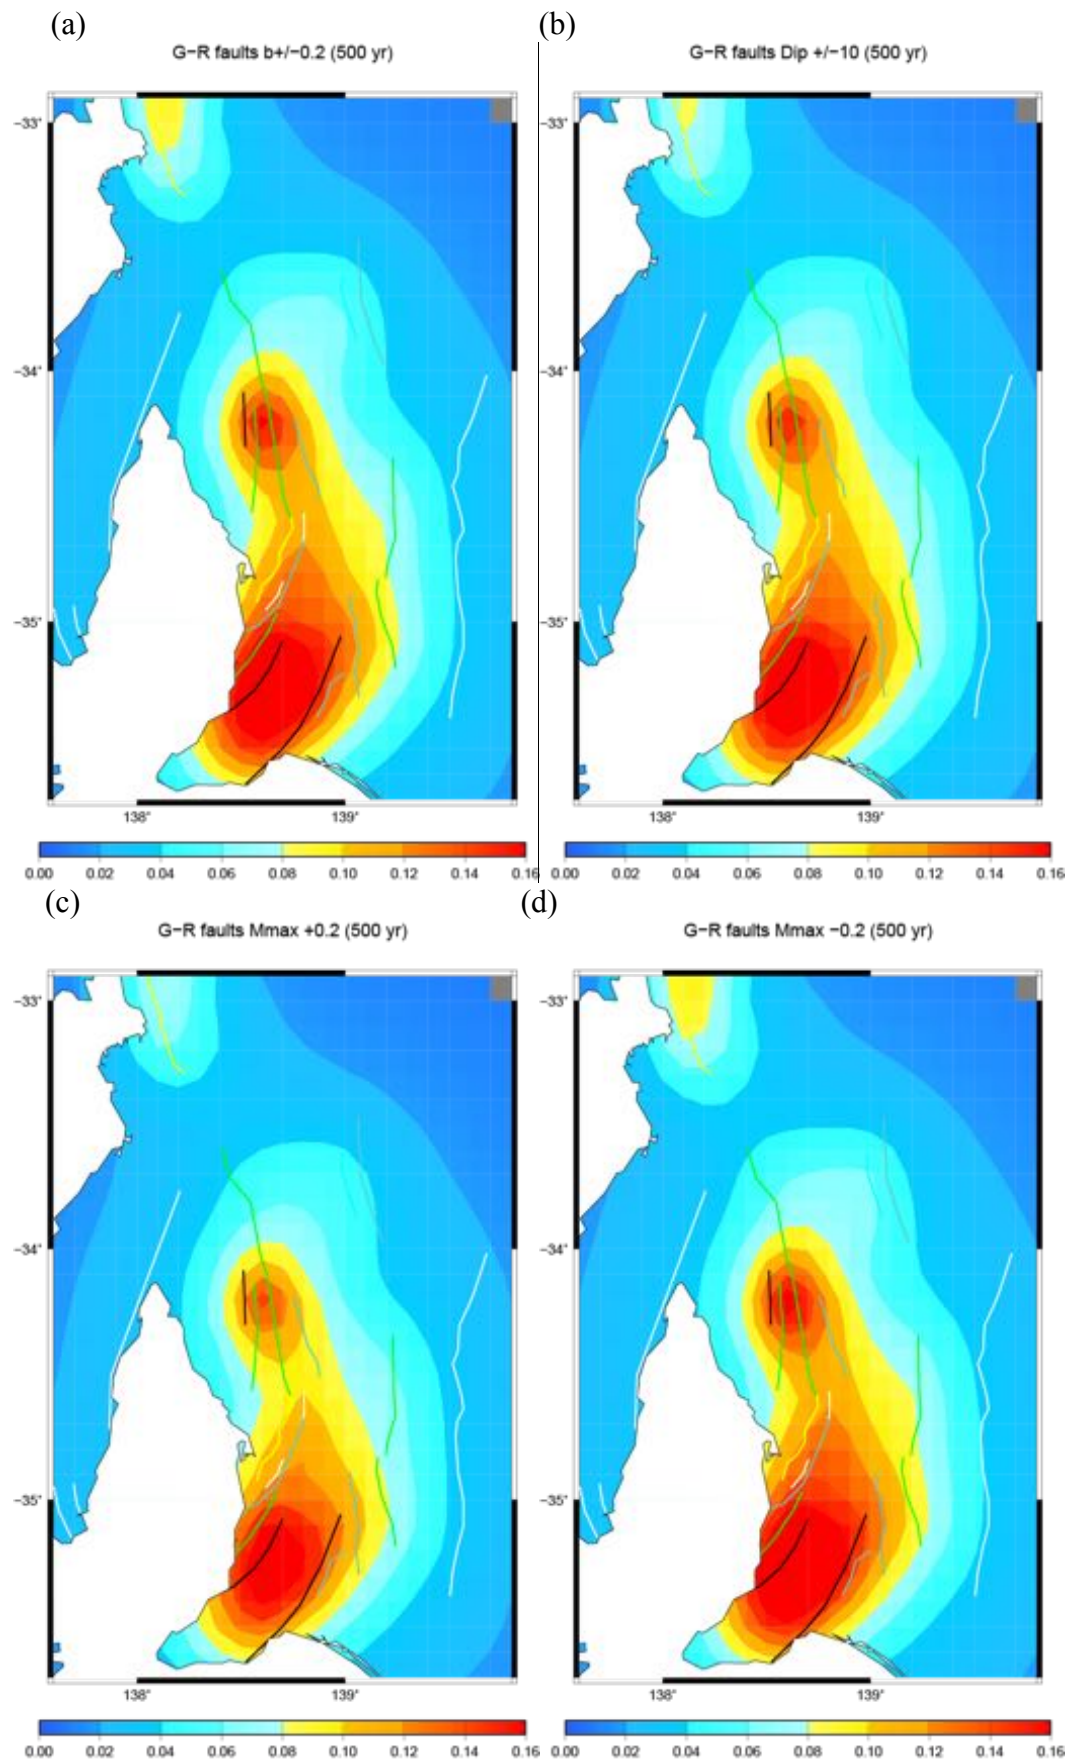 (a) (b)
G-R faults b+/-0.2 (500 yr) G-R faults Dip +/-10 (500 yr)
-33° -33°
-34° -34°
-35° -35°
138° 139° 138° 139°
0.00 0.02 0.04 0.06 0.08 0.10 0.12 0.14 0.16 0.00 0.02 0.04 0.06 0.08 0.10 0.12 0.14 0.16
(c) (d)
G-R faults Mmax +0.2 (500 yr) G-R faults Mmax -0.2 (500 yr)
-33° -33°
-34° -34°
-35° -35°
138° 139° 138° 139°
0.00 0.02 0.04 0.06 0.08 0.10 0.12 0.14 0.16 0.00 0.02 0.04 0.06 0.08 0.10 0.12 0.14 0.16